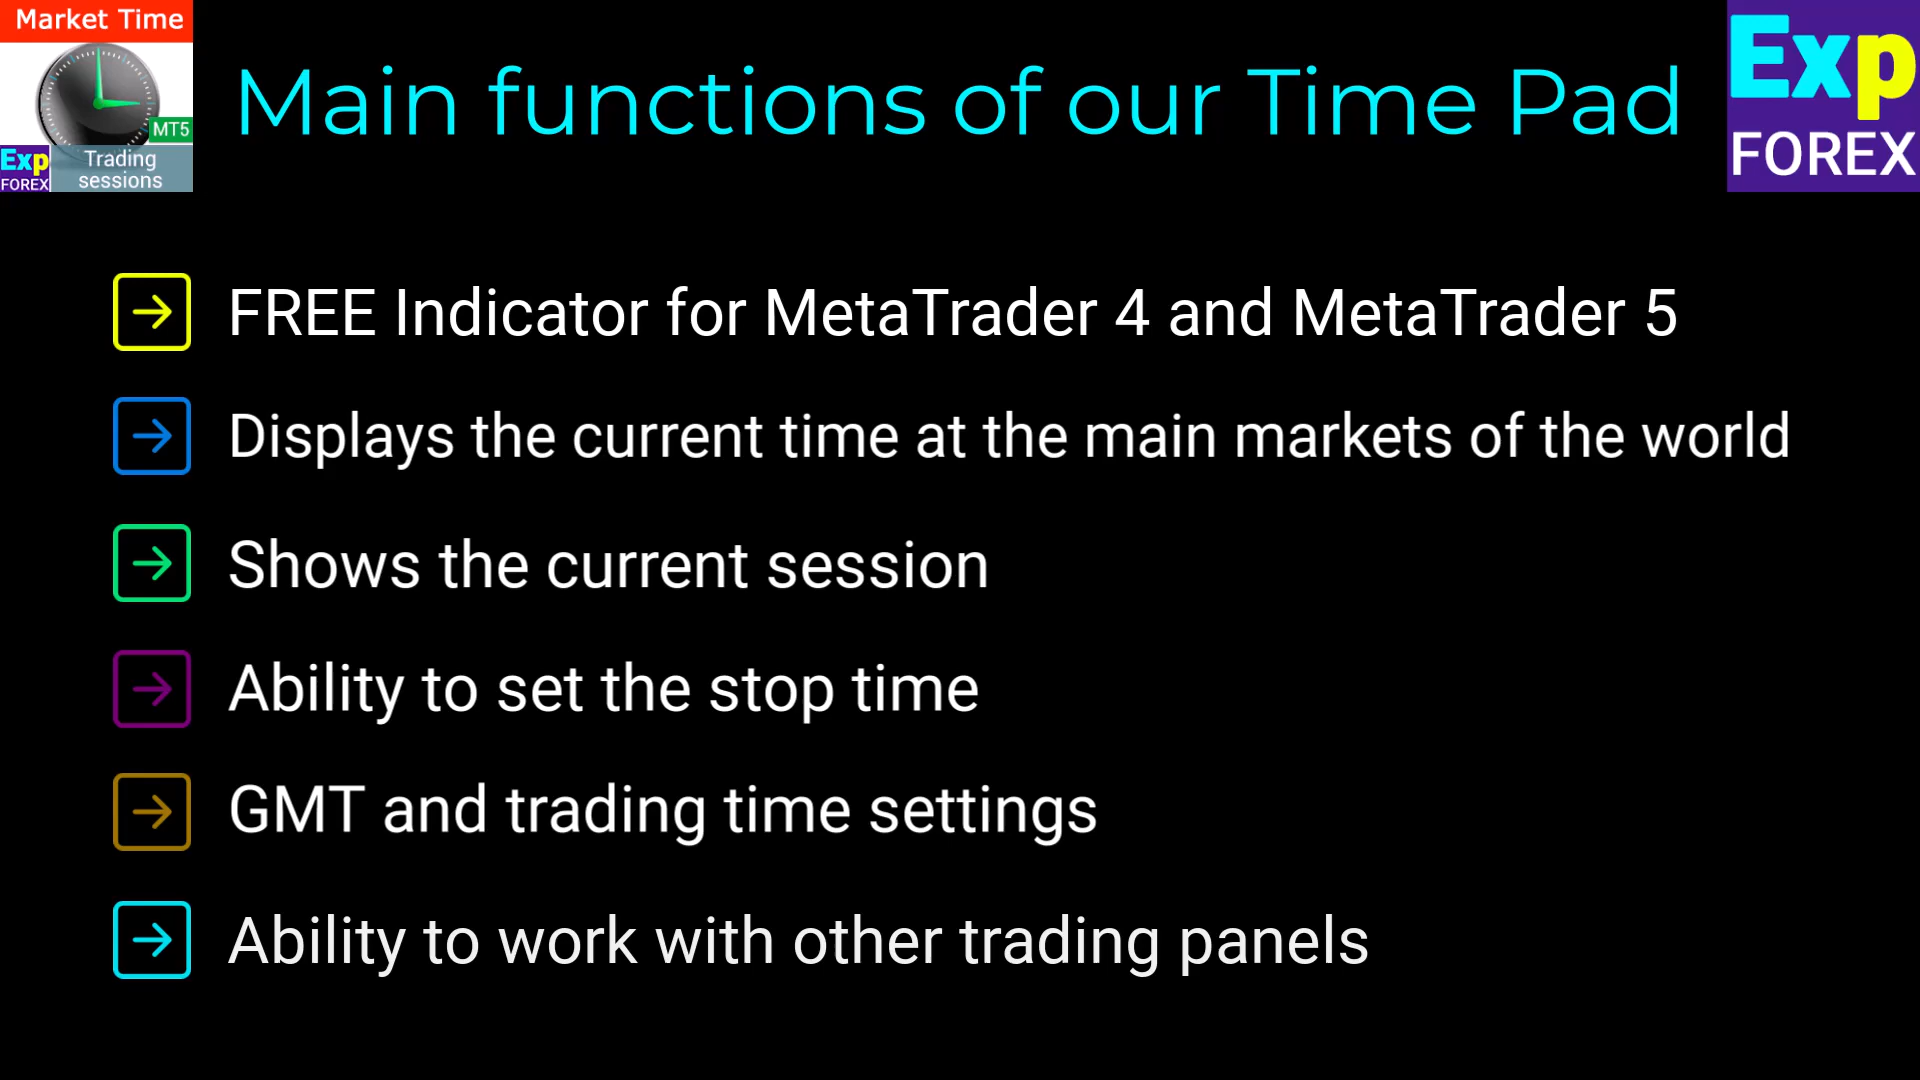 Market Time
MT5
Exp
FOREX
Trading
sessions
Main functions of our Time Pad
Exp
FOREX
FREE Indicator for MetaTrader 4 and MetaTrader 5
Displays the current time at the main markets of the world
Shows the current session
Ability to set the stop time
GMT and trading time settings
Ability to work with other trading panels